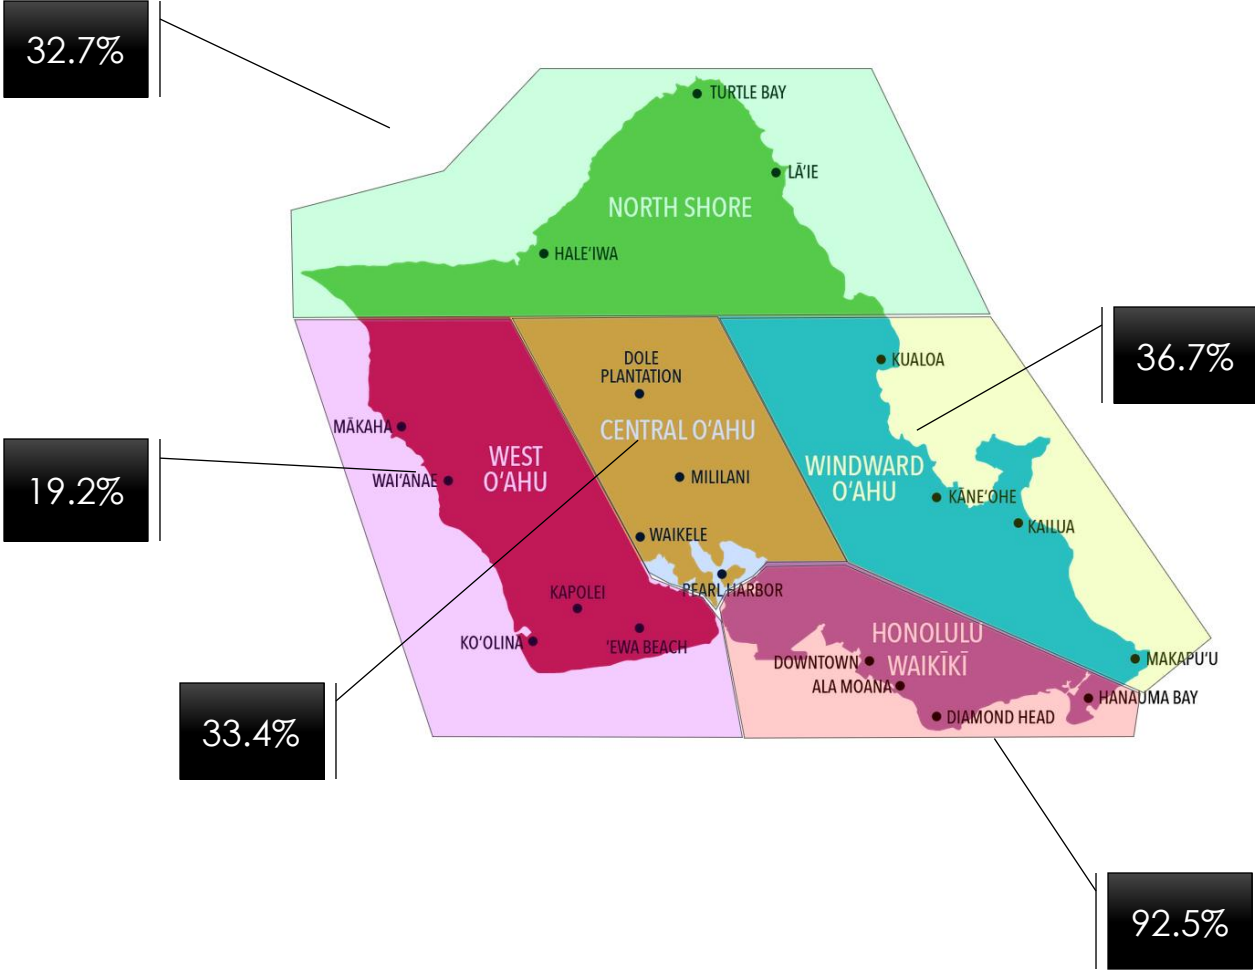 32.7%
TURTLE BAY
LĀ‘IE
NORTH SHORE
HALE‘IWA
36.7%
KUALOA
DOLE
PLANTATION
CENTRAL O‘AHU
MĀKAHA
WEST
O‘AHU
19.2%
WAI‘ANAE
MILILANI
WINDWARD
O‘AHU
KĀNE‘OHE
KAILUA
WAIKELE
PEARL HARBOR
KAPOLEI
KO‘OLINA
‘EWA BEACH
HONOLULU
WAIKĪKĪ
DOWNTOWN
ALA MOANA
MAKAPU‘U
HANAUMA BAY
DIAMOND HEAD
33.4%
92.5%